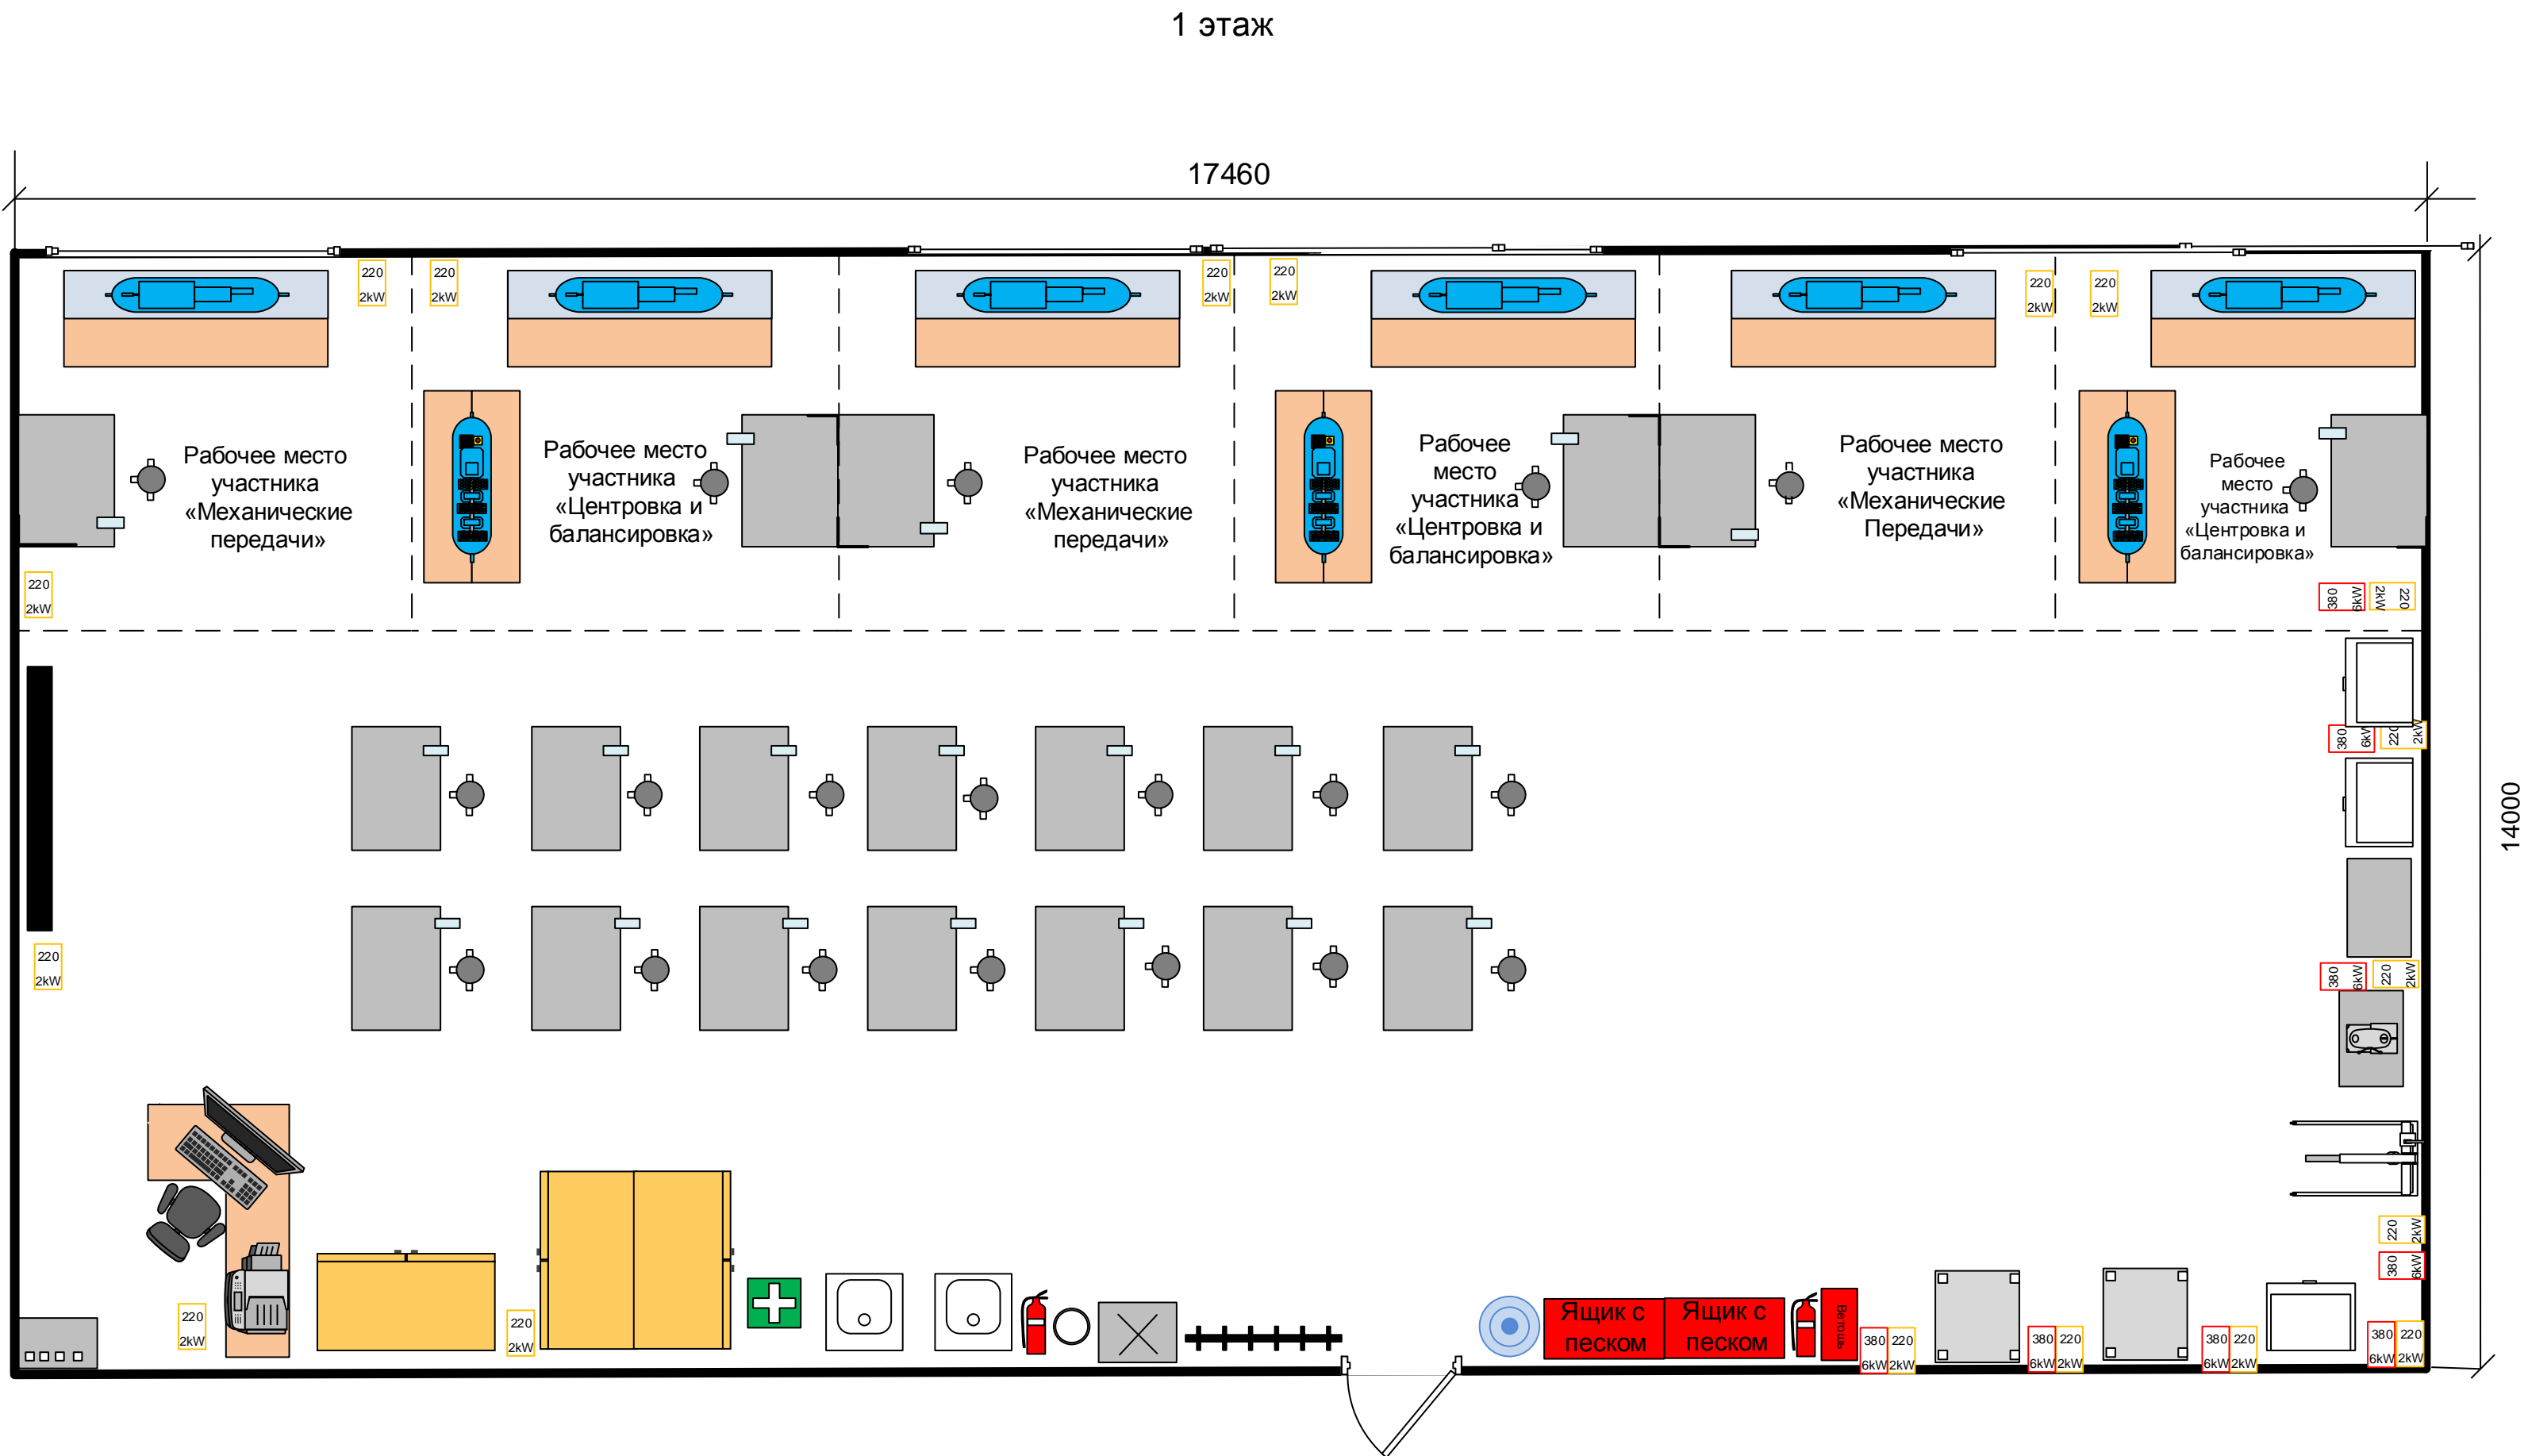 1 этаж
17460
220
2kW
220
2kW
220
2kW
220
2kW
220
2kW
220
2kW
Рабочее место
участника
«Механические
передачи»
Рабочее место
участника
«Центровка и
балансировка»
Рабочее место
участника
«Механические
передачи»
Рабочее
место
участника
«Центровка и
балансировка»
Рабочее место
участника
«Механические
Передачи»
Рабочее
место
участника
«Центровка и
балансировка»
220
2kW
380
6kW
220
2kW
380
6kW
220
2kW
14000
220
2kW
380
6kW
220
2kW
220
2kW
380
6kW
220
2kW
220
2kW
Ящик с
песком
Ящик с
песком
Ветошь
380
6kW
220
2kW
380
6kW
220
2kW
380
6kW
220
2kW
380
6kW
220
2kW